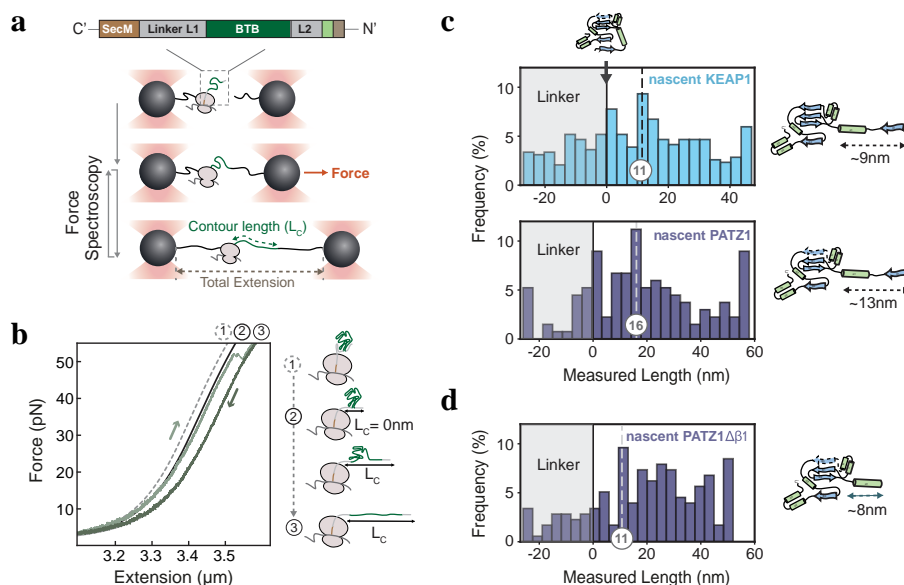 a
C' SecM Linker L1 BTB L2 N'
Force
Force Spectroscopy
Contour length (LC)
Total Extension
b
1 2 3
Force (pN)
50
40
30
20
10
3.2 3.3 3.4 3.5
Extension (µm)
1
2
LC= 0nm
LC
3
LC
c
nascent KEAP1
Linker
Frequency (%)
10
5
0
11
-20 0 20 40
~9nm
nascent PATZ1
Linker
Frequency (%)
10
5
0
16
-20 0 20 40 60
Measured Length (nm)
~13nm
d
nascent PATZ1Δβ1
Linker
Frequency (%)
10
5
0
11
-20 0 20 40 60
Measured Length (nm)
~8nm